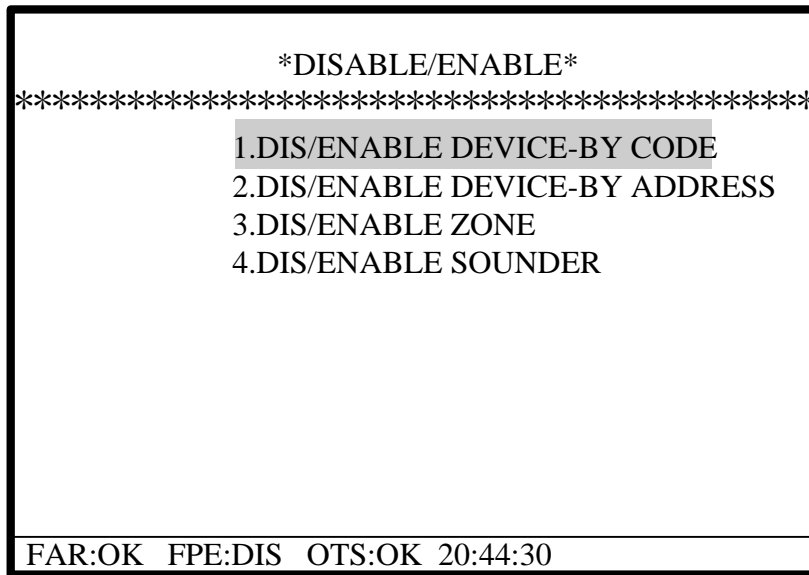 *DISABLE/ENABLE*
*******************************************
1.DIS/ENABLE DEVICE-BY CODE
2.DIS/ENABLE DEVICE-BY ADDRESS
3.DIS/ENABLE ZONE
4.DIS/ENABLE SOUNDER
FAR:OK FPE:DIS OTS:OK 20:44:30